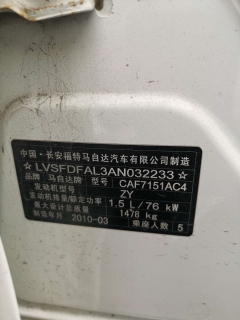 中国·长安福特马自达汽车有限公司制造
☆LVSFDFAL3AN032233☆
品牌 马自达牌 型号 CAF7151AC4
发动机型号 ZY
发动机排量/额定功率 1.5 L/76 kW
最大设计总质量 1478 kg
制造年月 2010-03 乘座人数 5